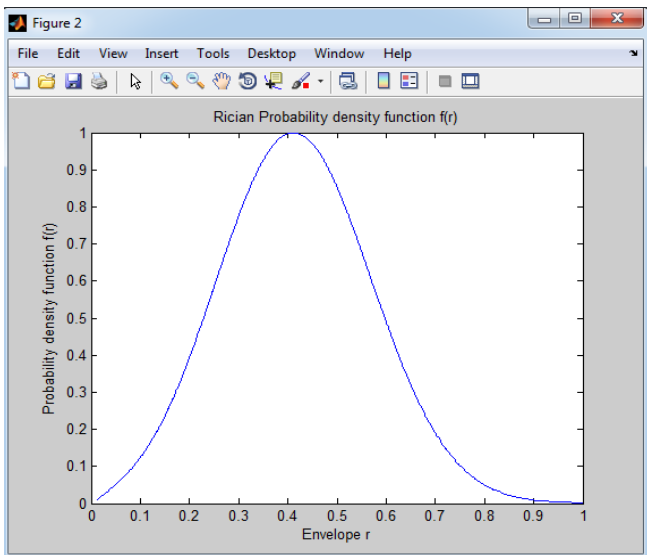 Figure 2
File Edit View Insert Tools Desktop Window Help
Rician Probability density function f(r)
1
0.9
0.8
0.7
0.6
0.5
0.4
0.3
0.2
0.1
0
Probability density function f(r)
0 0.1 0.2 0.3 0.4 0.5 0.6 0.7 0.8 0.9 1
Envelope r